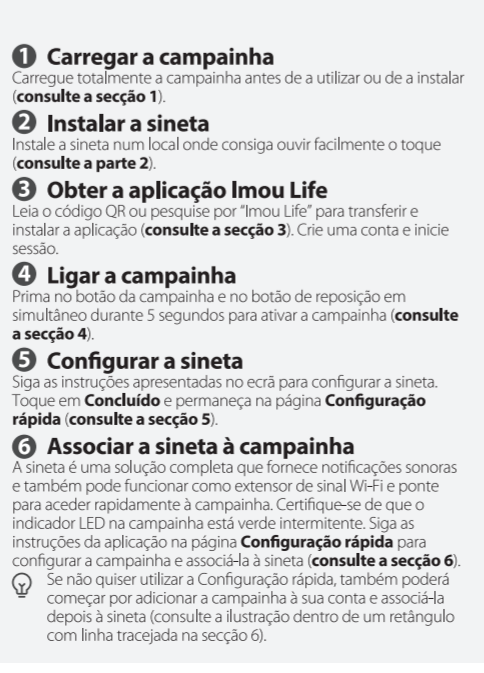 1 Carregar a campainha
Carregue totalmente a campainha antes de a utilizar ou de a instalar
(consulte a secção 1).
2 Instalar a sineta
Instale a sineta num local onde consiga ouvir facilmente o toque
(consulte a parte 2).
3 Obter a aplicação Imou Life
Leia o código QR ou pesquise por “Imou Life” para transferir e
instalar a aplicação (consulte a secção 3). Crie uma conta e inicie
sessão.
4 Ligar a campainha
Prima no botão da campainha e no botão de reposição em
simultâneo durante 5 segundos para ativar a campainha (consulte
a secção 4).
5 Configurar a sineta
Siga as instruções apresentadas no ecrã para configurar a sineta.
Toque em Concluído e permaneça na página Configuração
rápida (consulte a secção 5).
6 Associar a sineta à campainha
A sineta é uma solução completa que fornece notificações sonoras
e também pode funcionar como extensor de sinal Wi-Fi e ponte
para aceder rapidamente à campainha. Certifique-se de que o
indicador LED na campainha está verde intermitente. Siga as
instruções da aplicação na página Configuração rápida para
configurar a campainha e associá-la à sineta (consulte a secção 6).
Se não quiser utilizar a Configuração rápida, também poderá
começar por adicionar a campainha à sua conta e associá-la
depois à sineta (consulte a ilustração dentro de um retângulo
com linha tracejada na secção 6).